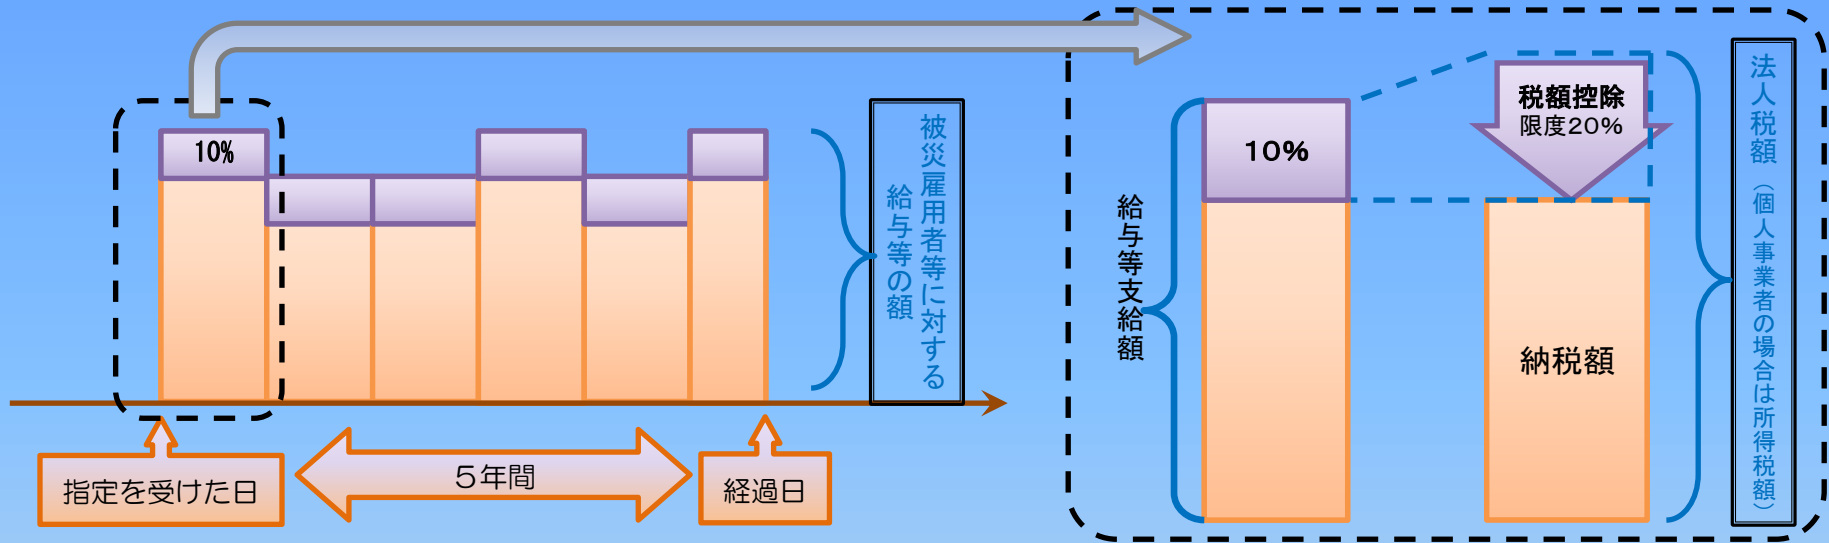 10%
被災雇用者等に対する
給与等の額
指定を受けた日
５年間
経過日
給与等支給額
10%
税額控除
限度20%
納税額
法人税額（個人事業者の場合は所得税額）